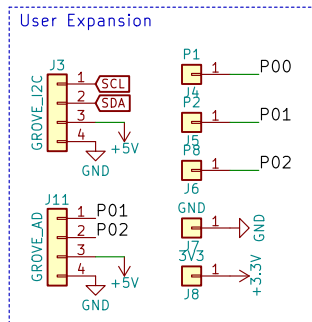 User Expansion
J3
GROVE_I2C
1
SCL
2
SDA
3
4
+5V
GND
J11
GROVE_AD
1
P01
2
P02
3
4
+5V
GND
P1
1
P00
J4
P2
1
P01
J5
P8
1
P02
J6
GND
1
GND
J7
3V3
1
+3.3V
J8